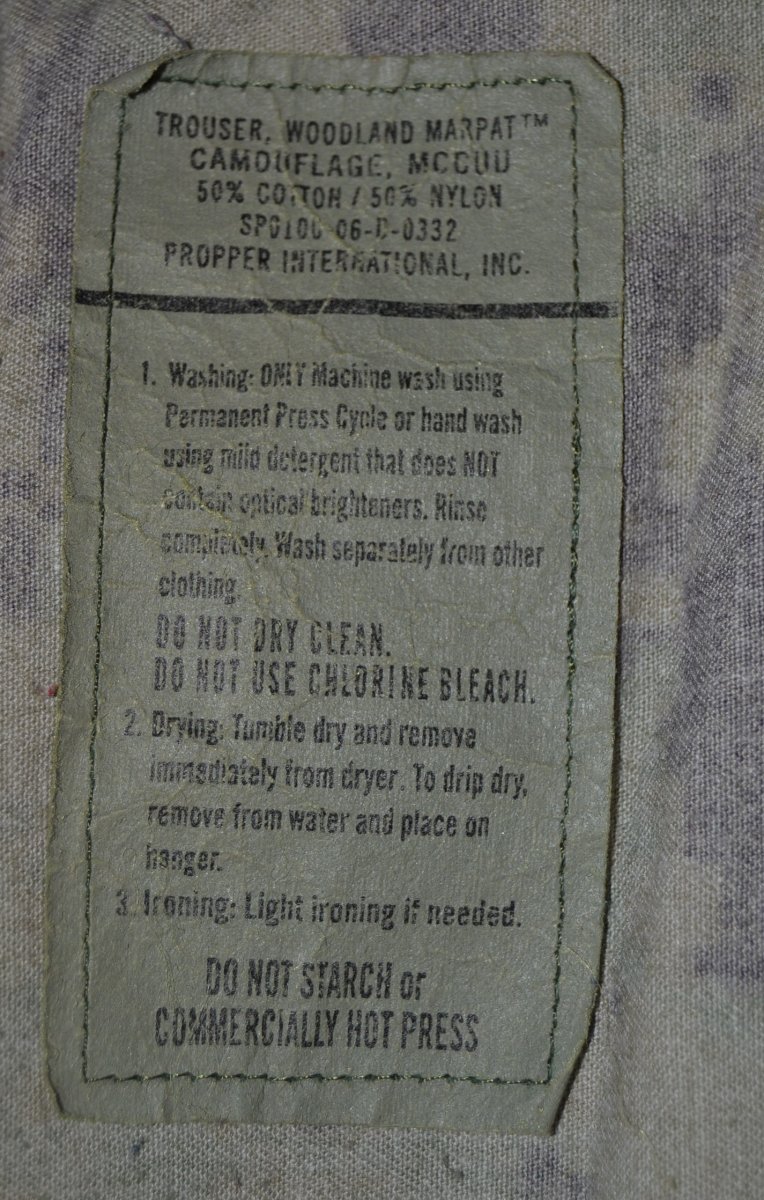 TROUSER, WOODLAND MARPAT™
CAMOUFLAGE, MCCUU
50% COTTON / 50% NYLON
SPO100-06-D-0332
PROPPER INTERNATIONAL, INC.
1. Washing: ONLY Machine wash using
Permanent Press Cycle or hand wash
using mild detergent that does NOT
contain optical brighteners. Rinse
completely. Wash separately from other
clothing.
DO NOT DRY CLEAN.
DO NOT USE CHLORINE BLEACH.
2. Drying: Tumble dry and remove
immediately from dryer. To drip dry,
remove from water and place on
hanger.
3. Ironing: Light ironing if needed.
DO NOT STARCH or
COMMERCIALLY HOT PRESS